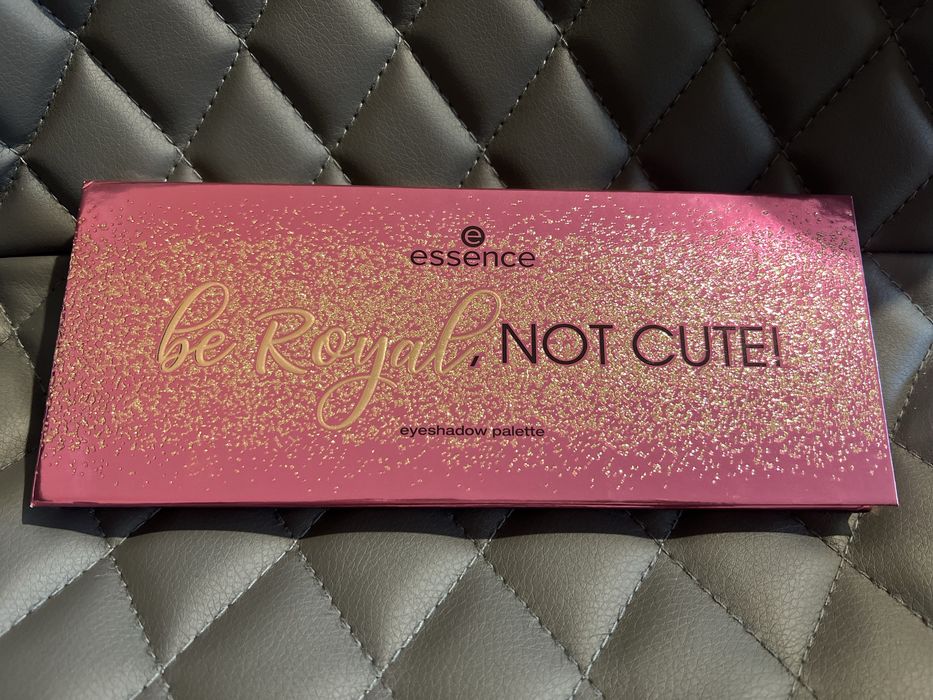 e
essence
be Royal, NOT CUTE!
eyeshadow palette